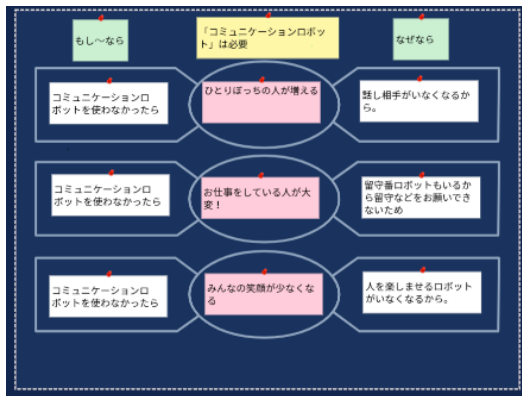 もし～なら
「コミュニケーションロボッ
ト」は必要
なぜなら
コミュニケーションロ
ボットを使わなかったら
ひとりぼっちの人が増える
話し相手がいなくなるか
ら。
コミュニケーションロ
ボットを使わなかったら
お仕事をしている人が大
変！
留守番ロボットもいるか
ら留守などをお願いでき
ないため
コミュニケーションロ
ボットを使わなかったら
みんなの笑顔が少なくな
る
人を楽しませるロボット
がいなくなるから。